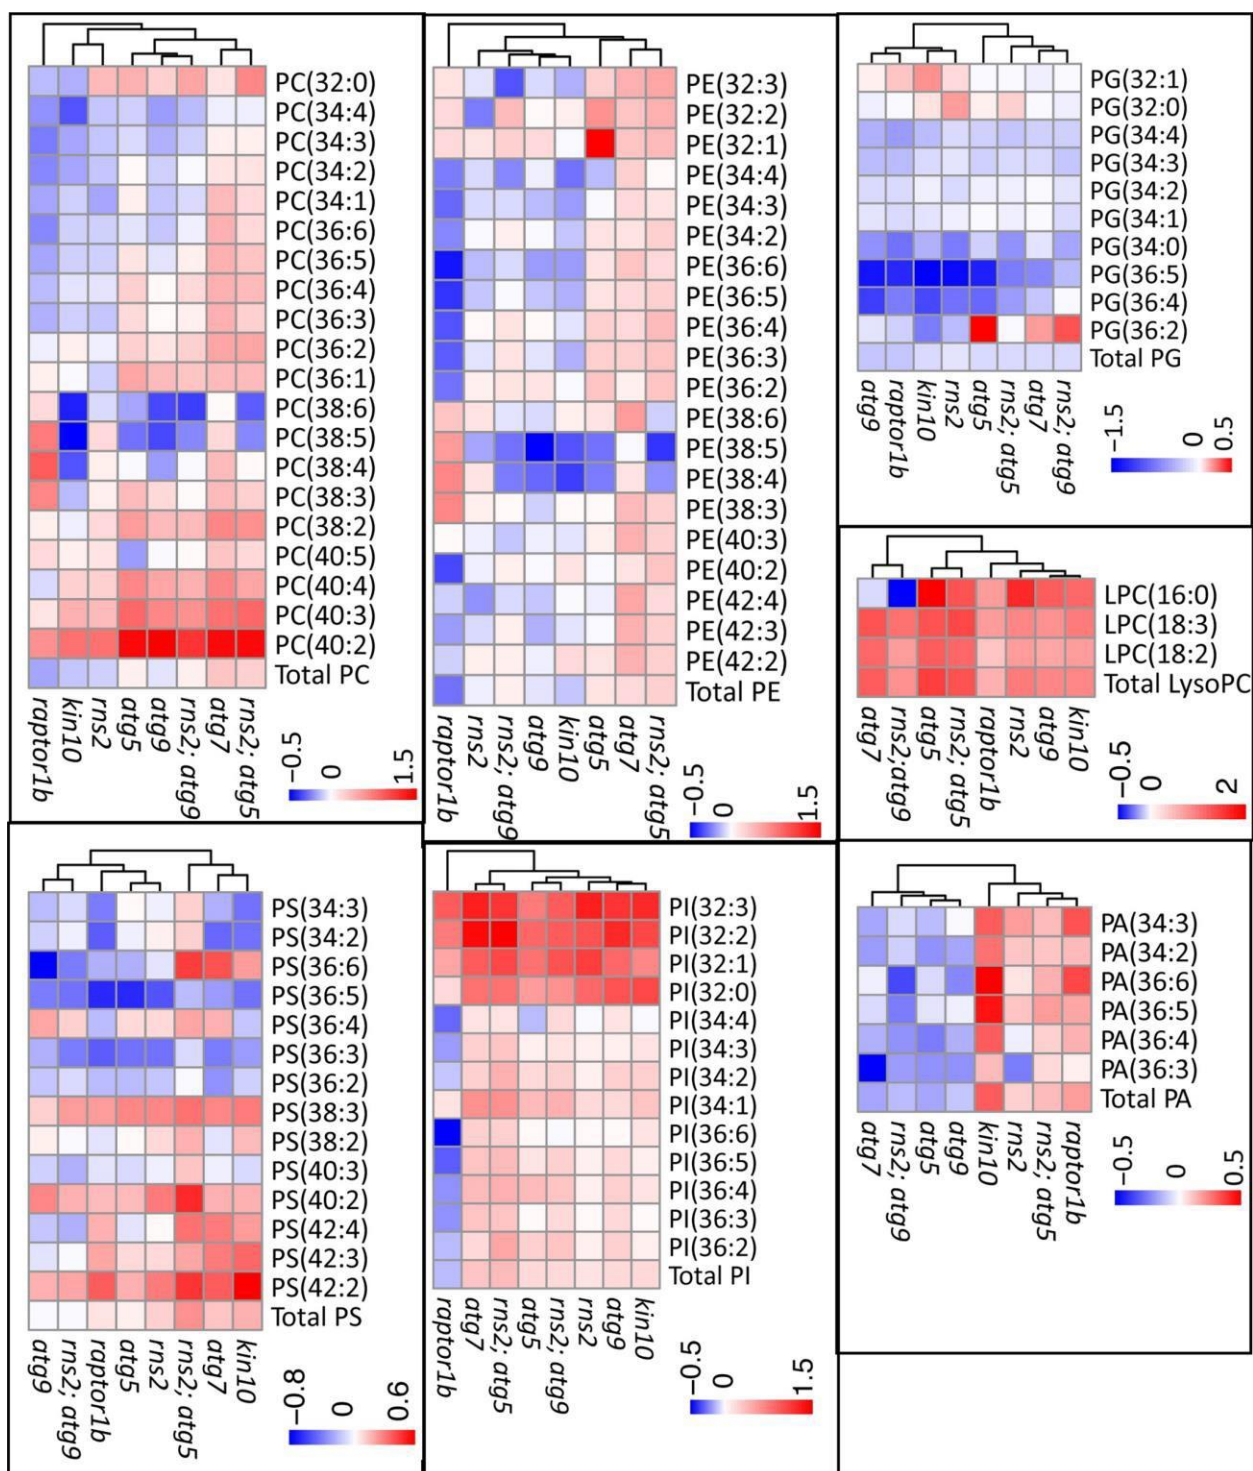 PC(32:0)
PC(34:4)
PC(34:3)
PC(34:2)
PC(34:1)
PC(36:6)
PC(36:5)
PC(36:4)
PC(36:3)
PC(36:2)
PC(36:1)
PC(38:6)
PC(38:5)
PC(38:4)
PC(38:3)
PC(38:2)
PC(40:5)
PC(40:4)
PC(40:3)
PC(40:2)
Total PC
raptor1b
kin10
rns2
atg5
atg9
rns2; atg9
atg7
rns2; atg5
−0.5
0
1.5
PE(32:3)
PE(32:2)
PE(32:1)
PE(34:4)
PE(34:3)
PE(34:2)
PE(36:6)
PE(36:5)
PE(36:4)
PE(36:3)
PE(36:2)
PE(38:6)
PE(38:5)
PE(38:4)
PE(38:3)
PE(40:3)
PE(40:2)
PE(42:4)
PE(42:3)
PE(42:2)
Total PE
raptor1b
rns2
rns2; atg9
atg9
kin10
atg5
atg7
rns2; atg5
−0.5
0
1.5
PG(32:1)
PG(32:0)
PG(34:4)
PG(34:3)
PG(34:2)
PG(34:1)
PG(34:0)
PG(36:5)
PG(36:4)
PG(36:2)
Total PG
atg9
raptor1b
kin10
rns2
atg5
rns2; atg5
atg7
rns2; atg9
−1.5
0
0.5
LPC(16:0)
LPC(18:3)
LPC(18:2)
Total LysoPC
atg7
rns2;atg9
atg5
rns2; atg5
raptor1b
rns2
atg9
kin10
−0.5
0
2
PS(34:3)
PS(34:2)
PS(36:6)
PS(36:5)
PS(36:4)
PS(36:3)
PS(36:2)
PS(38:3)
PS(38:2)
PS(40:3)
PS(40:2)
PS(42:4)
PS(42:3)
PS(42:2)
Total PS
atg9
rns2; atg9
raptor1b
atg5
rns2
rns2; atg5
atg7
kin10
−0.8
0
0.6
PI(32:3)
PI(32:2)
PI(32:1)
PI(32:0)
PI(34:4)
PI(34:3)
PI(34:2)
PI(34:1)
PI(36:6)
PI(36:5)
PI(36:4)
PI(36:3)
PI(36:2)
Total PI
raptor1b
atg7
rns2; atg5
atg5
rns2; atg9
rns2
atg9
kin10
−0.5
0
1.5
PA(34:3)
PA(34:2)
PA(36:6)
PA(36:5)
PA(36:4)
PA(36:3)
Total PA
atg7
rns2; atg9
atg5
atg9
kin10
rns2
rns2; atg5
raptor1b
−0.5
0
0.5